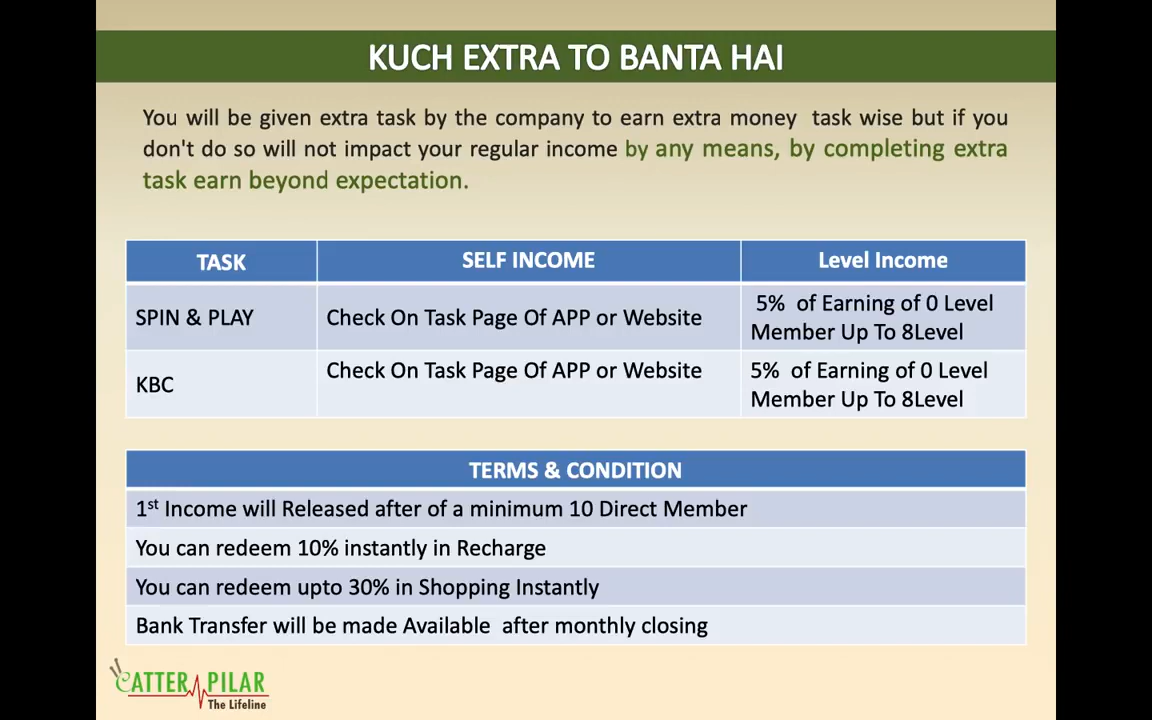 KUCH EXTRA TO BANTA HAI
You will be given extra task by the company to earn extra money task wise but if you
don't do so will not impact your regular income by any means, by completing extra
task earn beyond expectation.
TASK
SELF INCOME
Level Income
SPIN & PLAY
Check On Task Page Of APP or Website
5% of Earning of 0 Level
Member Up To 8Level
KBC
Check On Task Page Of APP or Website
5% of Earning of 0 Level
Member Up To 8Level
TERMS & CONDITION
1st Income will Released after of a minimum 10 Direct Member
You can redeem 10% instantly in Recharge
You can redeem upto 30% in Shopping Instantly
Bank Transfer will be made Available after monthly closing
CATTER PILAR
The Lifeline